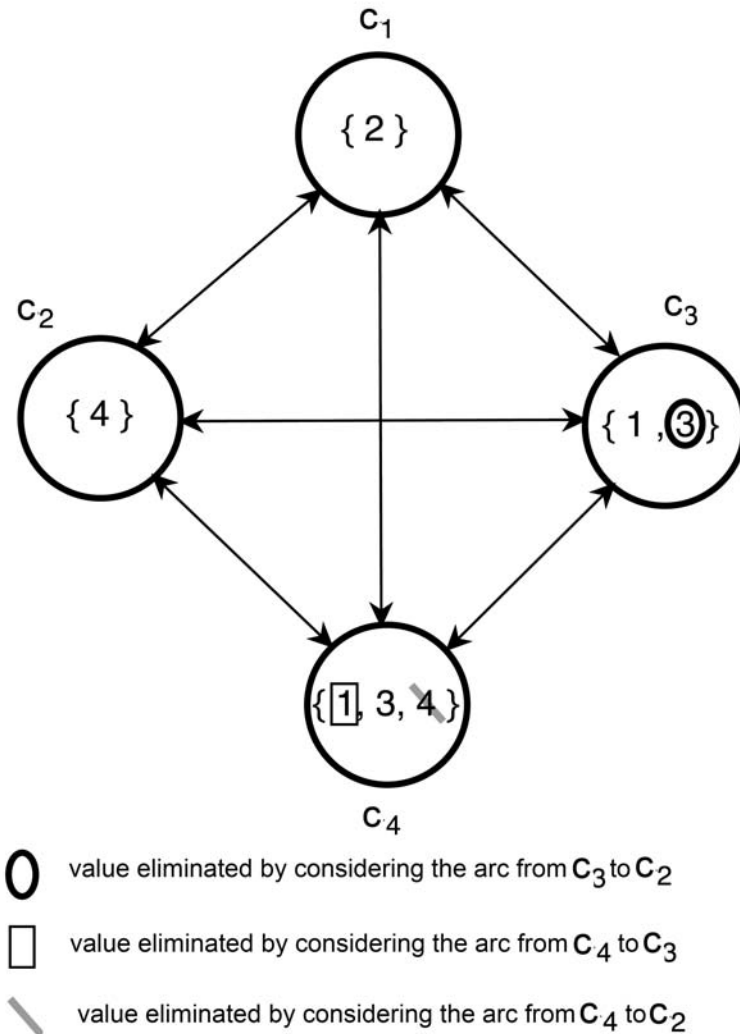 C1
{ 2 }
C2
C3
{ 4 }
{ 1 , 3 }
{ 1, 3, 4 }
C4
value eliminated by considering the arc from C3 to C2
value eliminated by considering the arc from C4 to C3
value eliminated by considering the arc from C4 to C2